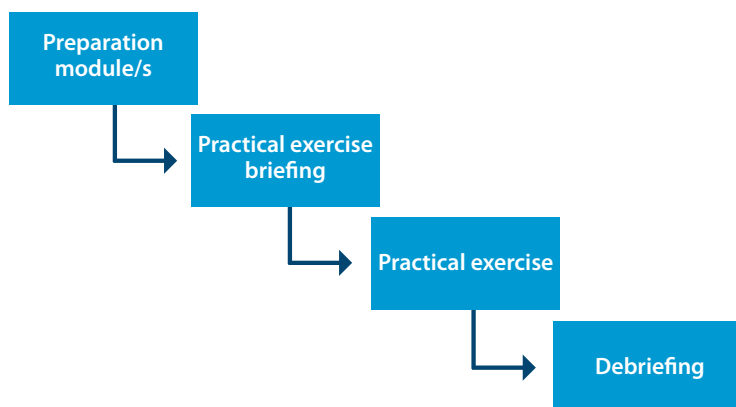 Preparation
module/s
Practical exercise
briefing
Practical exercise
Debriefing